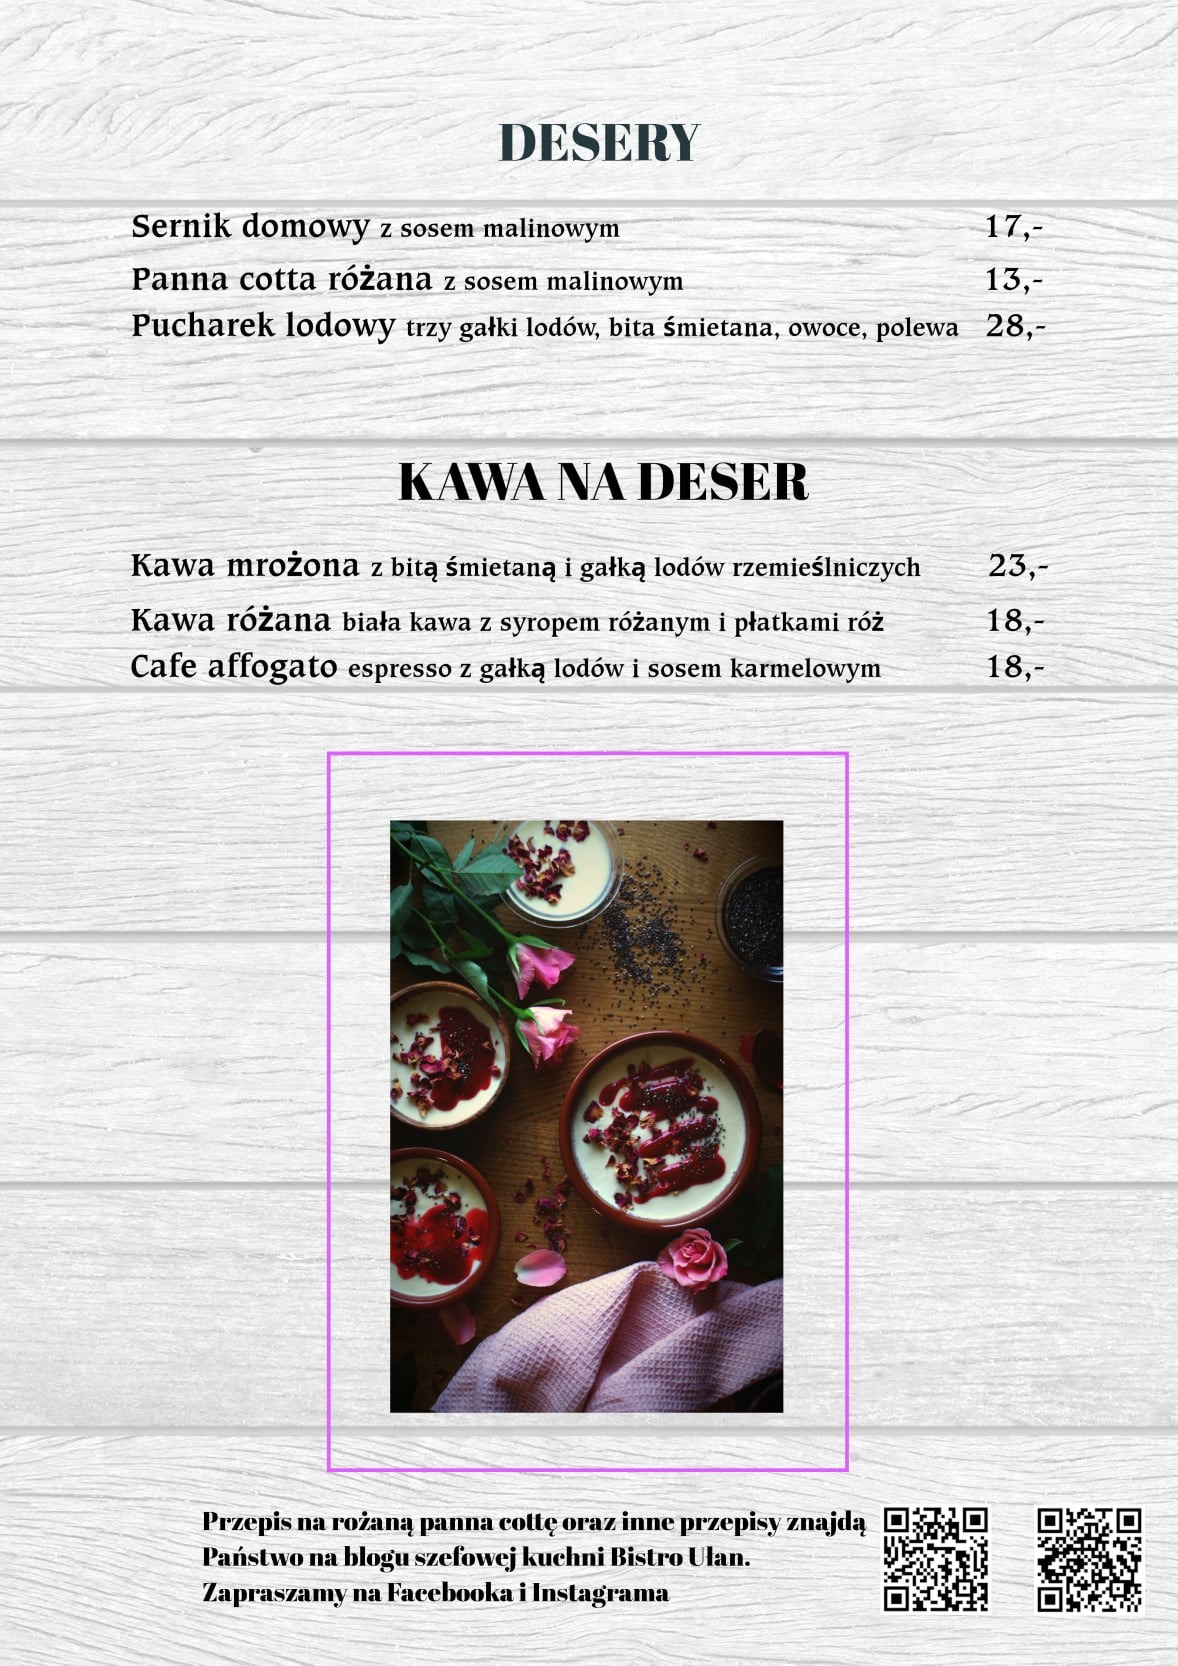 DESERY
Sernik domowy z sosem malinowym 17,-
Panna cotta różana z sosem malinowym 13,-
Pucharek lodowy trzy gałki lodów, bita śmietana, owoce, polewa 28,-
KAWA NA DESER
Kawa mrożona z bitą śmietaną i gałką lodów rzemieślniczych 23,-
Kawa różana biała kawa z syropem różanym i płatkami róż 18,-
Cafe affogato espresso z gałką lodów i sosem karmelowym 18,-
Przepis na rożaną panna cottę oraz inne przepisy znajdą
Państwo na blogu szefowej kuchni Bistro Ułan.
Zapraszamy na Facebooka i Instagrama